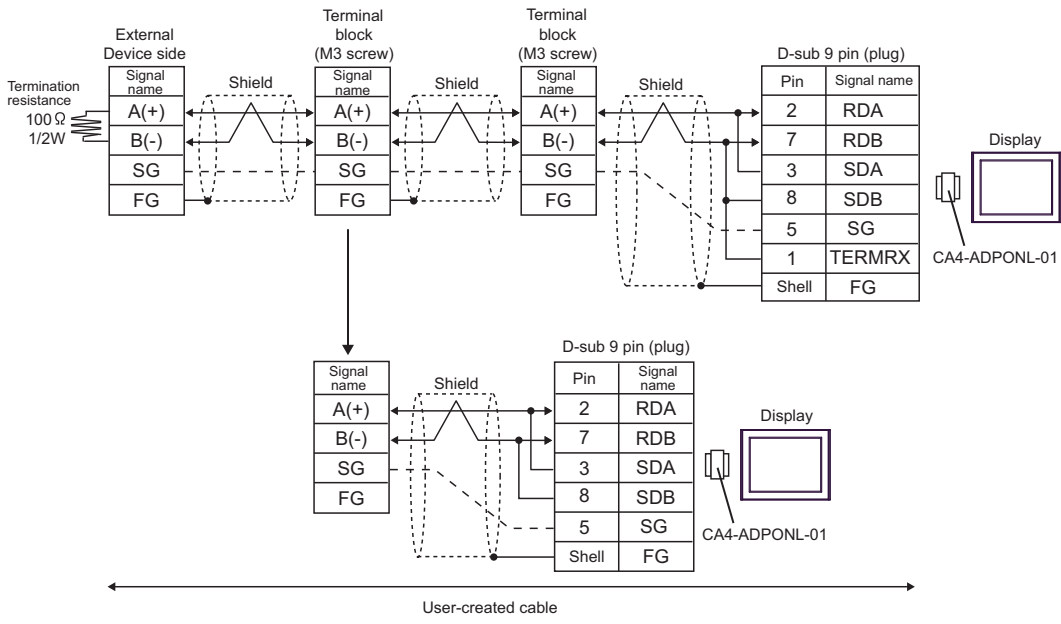 External
Device side
Terminal
block
(M3 screw)
Terminal
block
(M3 screw)
D-sub 9 pin (plug)
Termination
resistance
100 Ω
1/2W
Signal
name
A(+)
B(-)
SG
FG
Shield
Signal
name
A(+)
B(-)
SG
FG
Shield
Signal
name
A(+)
B(-)
SG
FG
Shield
Pin Signal name
2 RDA
7 RDB
3 SDA
8 SDB
5 SG
1 TERMRX
Shell FG
Display
CA4-ADPONL-01
Signal
name
A(+)
B(-)
SG
FG
Shield
D-sub 9 pin (plug)
Pin Signal
name
2 RDA
7 RDB
3 SDA
8 SDB
5 SG
Shell FG
Display
CA4-ADPONL-01
User-created cable